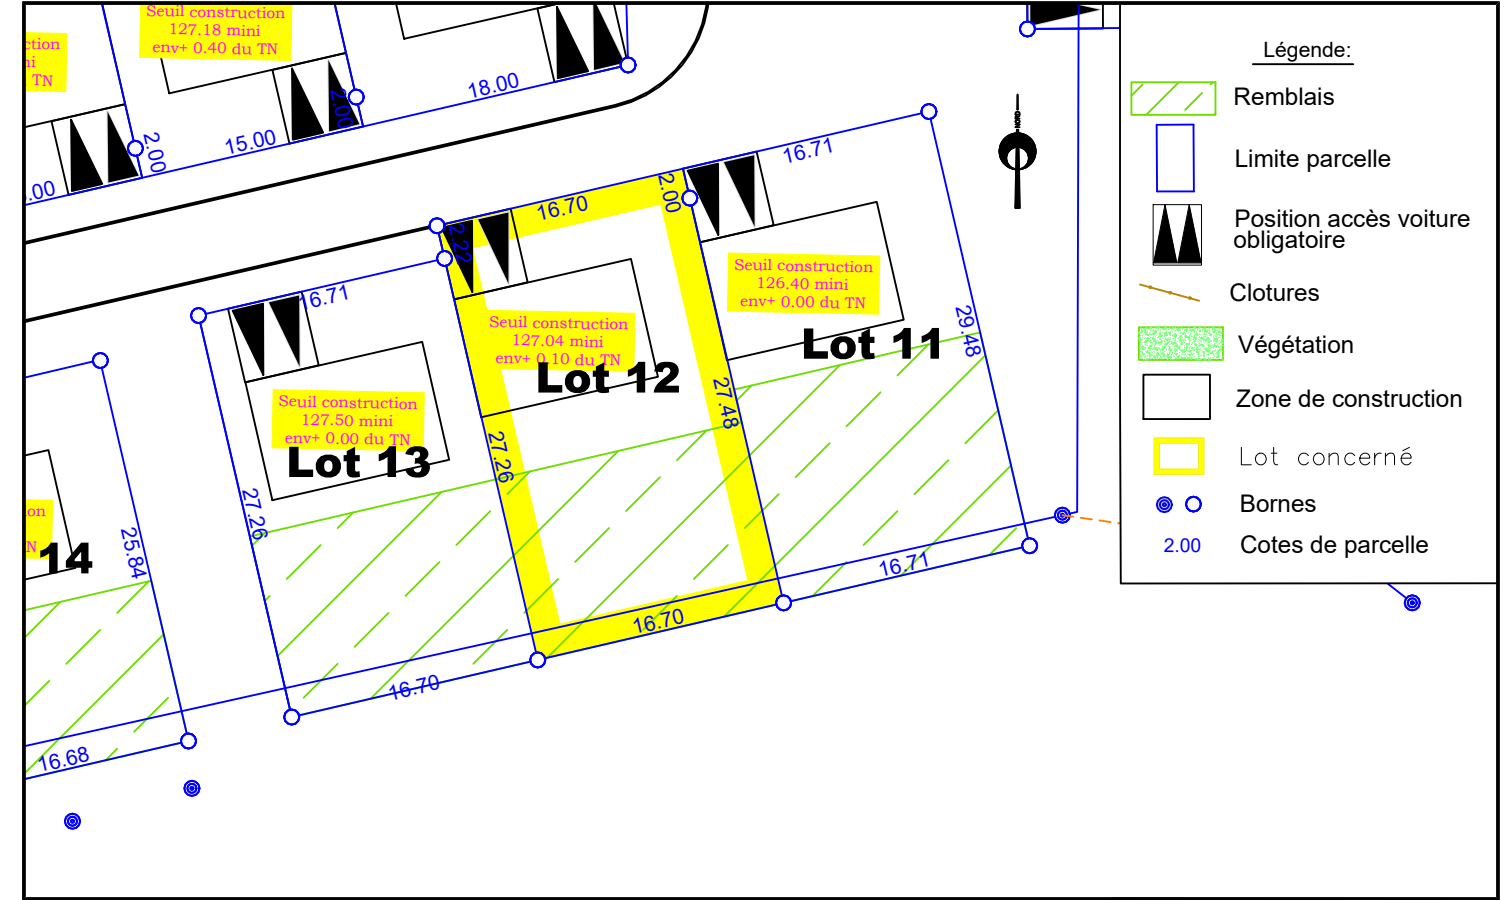 Seuil construction
127.18 mini
env+ 0.40 du TN
ction
ni
TN
18.00
2.00
15.00
2.00
.00
16.71
2.00
16.70
2.22
NORD
16.71
Seuil construction
126.40 mini
env+ 0.00 du TN
Lot 11
29.48
Seuil construction
127.04 mini
env+ 0.10 du TN
Lot 12
27.48
Seuil construction
127.50 mini
env+ 0.00 du TN
Lot 13
27.26
27.26
ion
N
14
25.84
16.71
16.70
16.70
16.68
Légende:
Remblais
Limite parcelle
Position accès voiture
obligatoire
Clotures
Végétation
Zone de construction
Lot concerné
Bornes
2.00 Cotes de parcelle